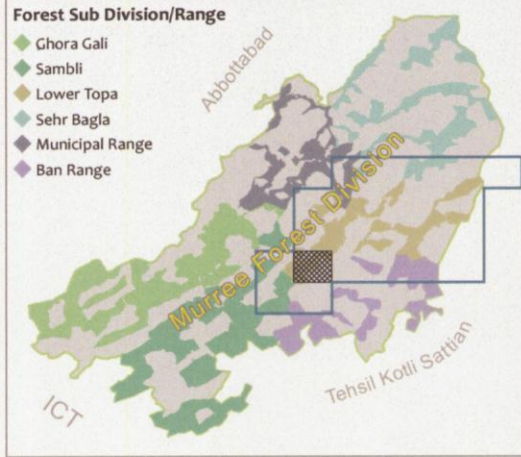 Forest Sub Division/Range
Ghora Gali
Sambli
Lower Topa
Sehr Bagla
Municipal Range
Ban Range
Abbottabad
Murree Forest Division
Tehsil Kotli Sattian
ICT